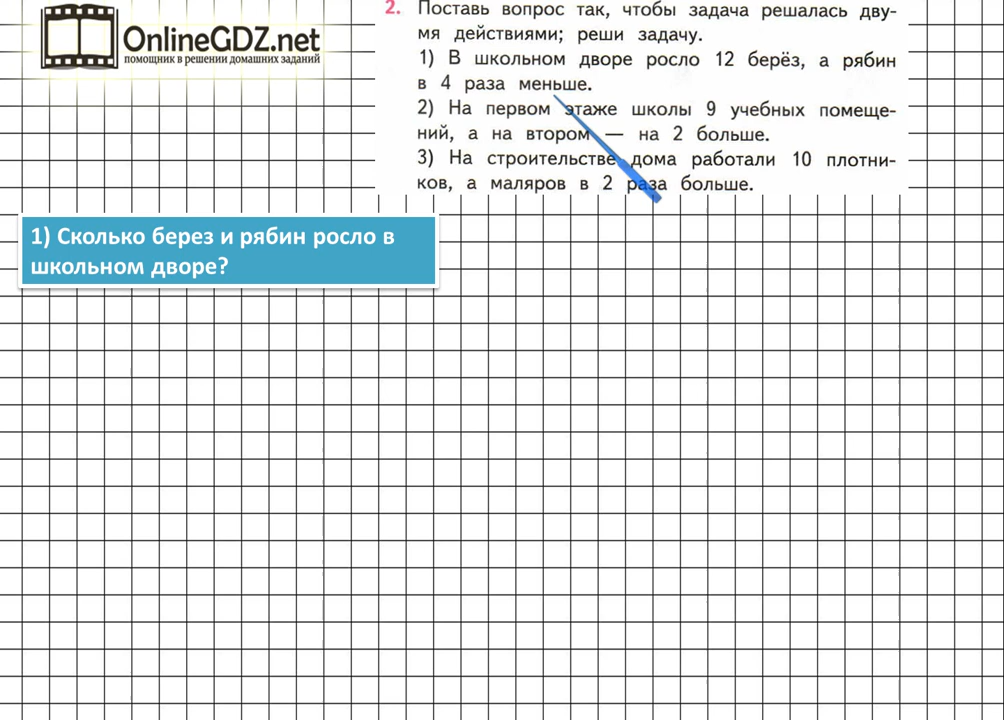 OnlineGDZ.net
помощник в решении домашних заданий
2. Поставь вопрос так, чтобы задача решалась дву-
мя действиями; реши задачу.
1) В школьном дворе росло 12 берёз, а рябин
в 4 раза меньше.
2) На первом этаже школы 9 учебных помеще-
ний, а на втором — на 2 больше.
3) На строительстве дома работали 10 плотни-
ков, а маляров в 2 раза больше.
1) Сколько берез и рябин росло в
школьном дворе?